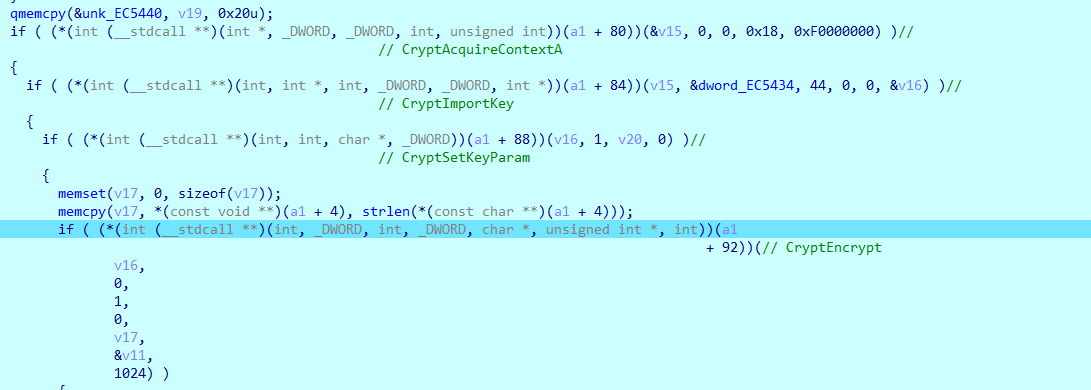 qmemcpy(&unk_EC5440, v19, 0x20u);
if ( (*(int (__stdcall **)(int *, _DWORD, _DWORD, int, unsigned int))(a1 + 80))(&v15, 0, 0, 0x18, 0xF0000000) )//
// CryptAcquireContextA
{
if ( (*(int (__stdcall **)(int, int *, int, _DWORD, _DWORD, int *))(a1 + 84))(v15, &dword_EC5434, 44, 0, 0, &v16) )//
// CryptImportKey
{
if ( (*(int (__stdcall **)(int, int, char *, _DWORD))(a1 + 88))(v16, 1, v20, 0) )//
// CryptSetKeyParam
{
memset(v17, 0, sizeof(v17));
memcpy(v17, *(const void **)(a1 + 4), strlen(*(const char **)(a1 + 4)));
if ( (*(int (__stdcall **)(int, _DWORD, int, _DWORD, char *, unsigned int *, int))(a1
+ 92))(// CryptEncrypt
v16,
0,
1,
0,
v17,
&v11,
1024) )